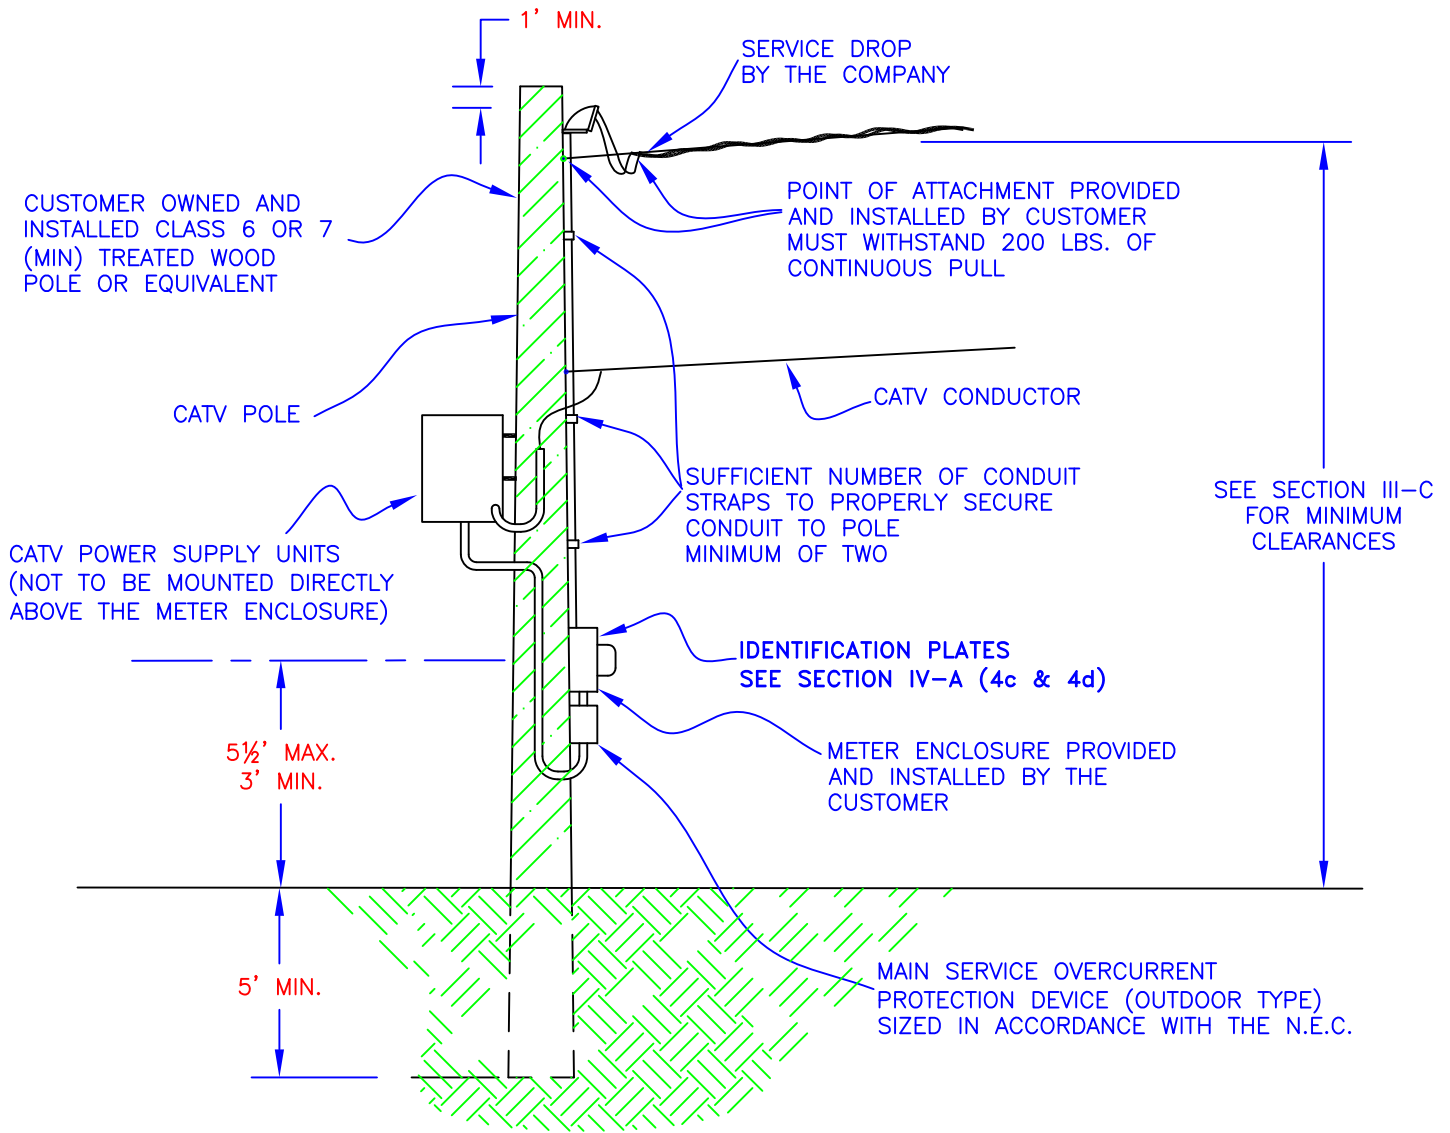 1' MIN.
SERVICE DROP
BY THE COMPANY
CUSTOMER OWNED AND
INSTALLED CLASS 6 OR 7
(MIN) TREATED WOOD
POLE OR EQUIVALENT
POINT OF ATTACHMENT PROVIDED
AND INSTALLED BY CUSTOMER
MUST WITHSTAND 200 LBS. OF
CONTINUOUS PULL
CATV POLE
CATV CONDUCTOR
SUFFICIENT NUMBER OF CONDUIT
STRAPS TO PROPERLY SECURE
CONDUIT TO POLE
MINIMUM OF TWO
SEE SECTION III-C
FOR MINIMUM
CLEARANCES
CATV POWER SUPPLY UNITS
(NOT TO BE MOUNTED DIRECTLY
ABOVE THE METER ENCLOSURE)
IDENTIFICATION PLATES
SEE SECTION IV-A (4c & 4d)
5½' MAX.
3' MIN.
METER ENCLOSURE PROVIDED
AND INSTALLED BY THE
CUSTOMER
5' MIN.
MAIN SERVICE OVERCURRENT
PROTECTION DEVICE (OUTDOOR TYPE)
SIZED IN ACCORDANCE WITH THE N.E.C.